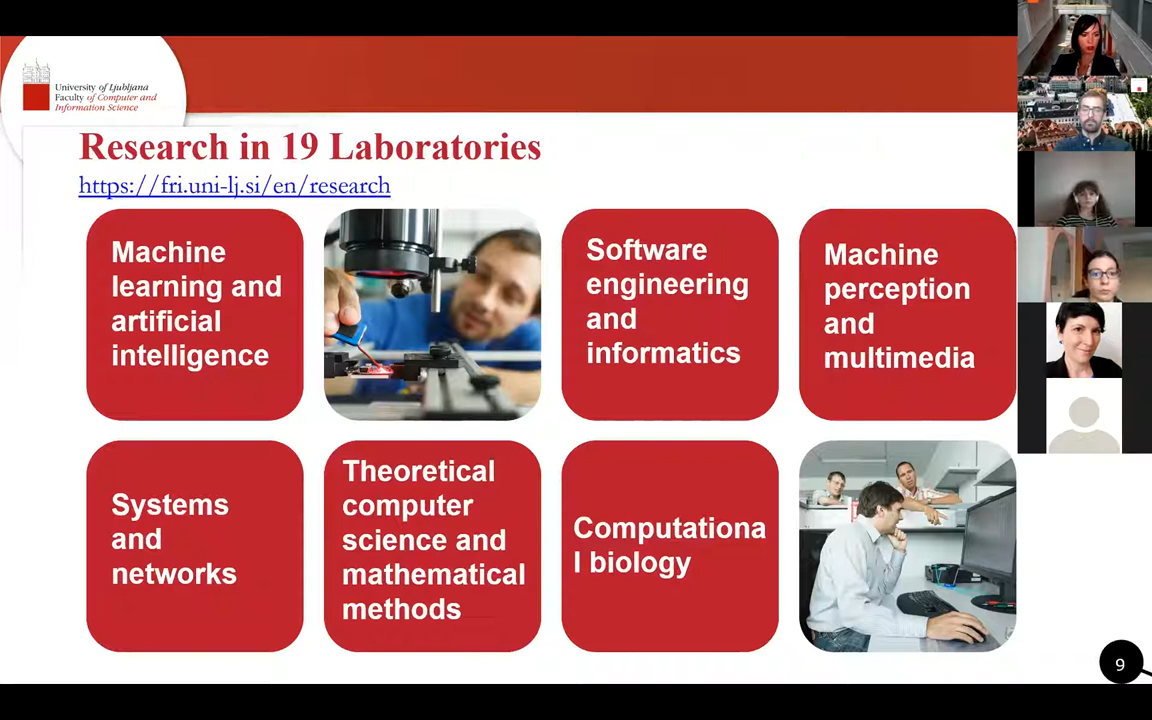 University of Ljubljana
Faculty of Computer and
Information Science
Research in 19 Laboratories
https://fri.uni-lj.si/en/research
Machine
learning and
artificial
intelligence
Software
engineering
and
informatics
Machine
perception
and
multimedia
Systems
and
networks
Theoretical
computer
science and
mathematical
methods
Computationa
l biology
9